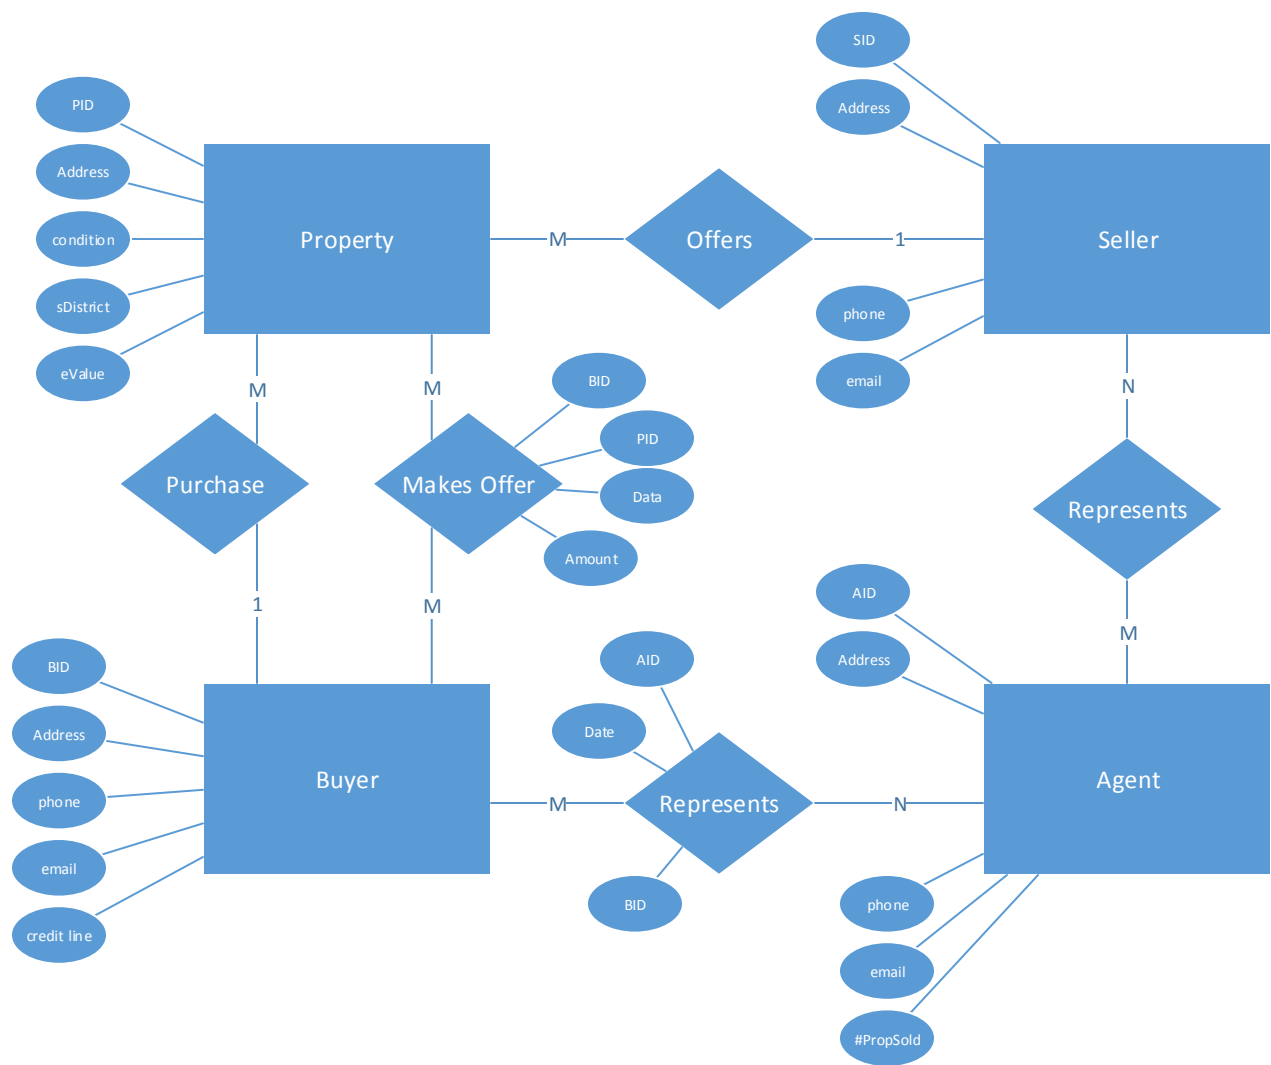 SID
PID
Address
Address
Property
M
Offers
1
Seller
condition
sDistrict
eValue
phone
email
M
M
BID
N
PID
Purchase
Makes Offer
Data
Represents
Amount
1
M
AID
M
BID
AID
Address
Address
Date
phone
Buyer
M
Represents
N
Agent
email
credit line
BID
phone
email
#PropSold